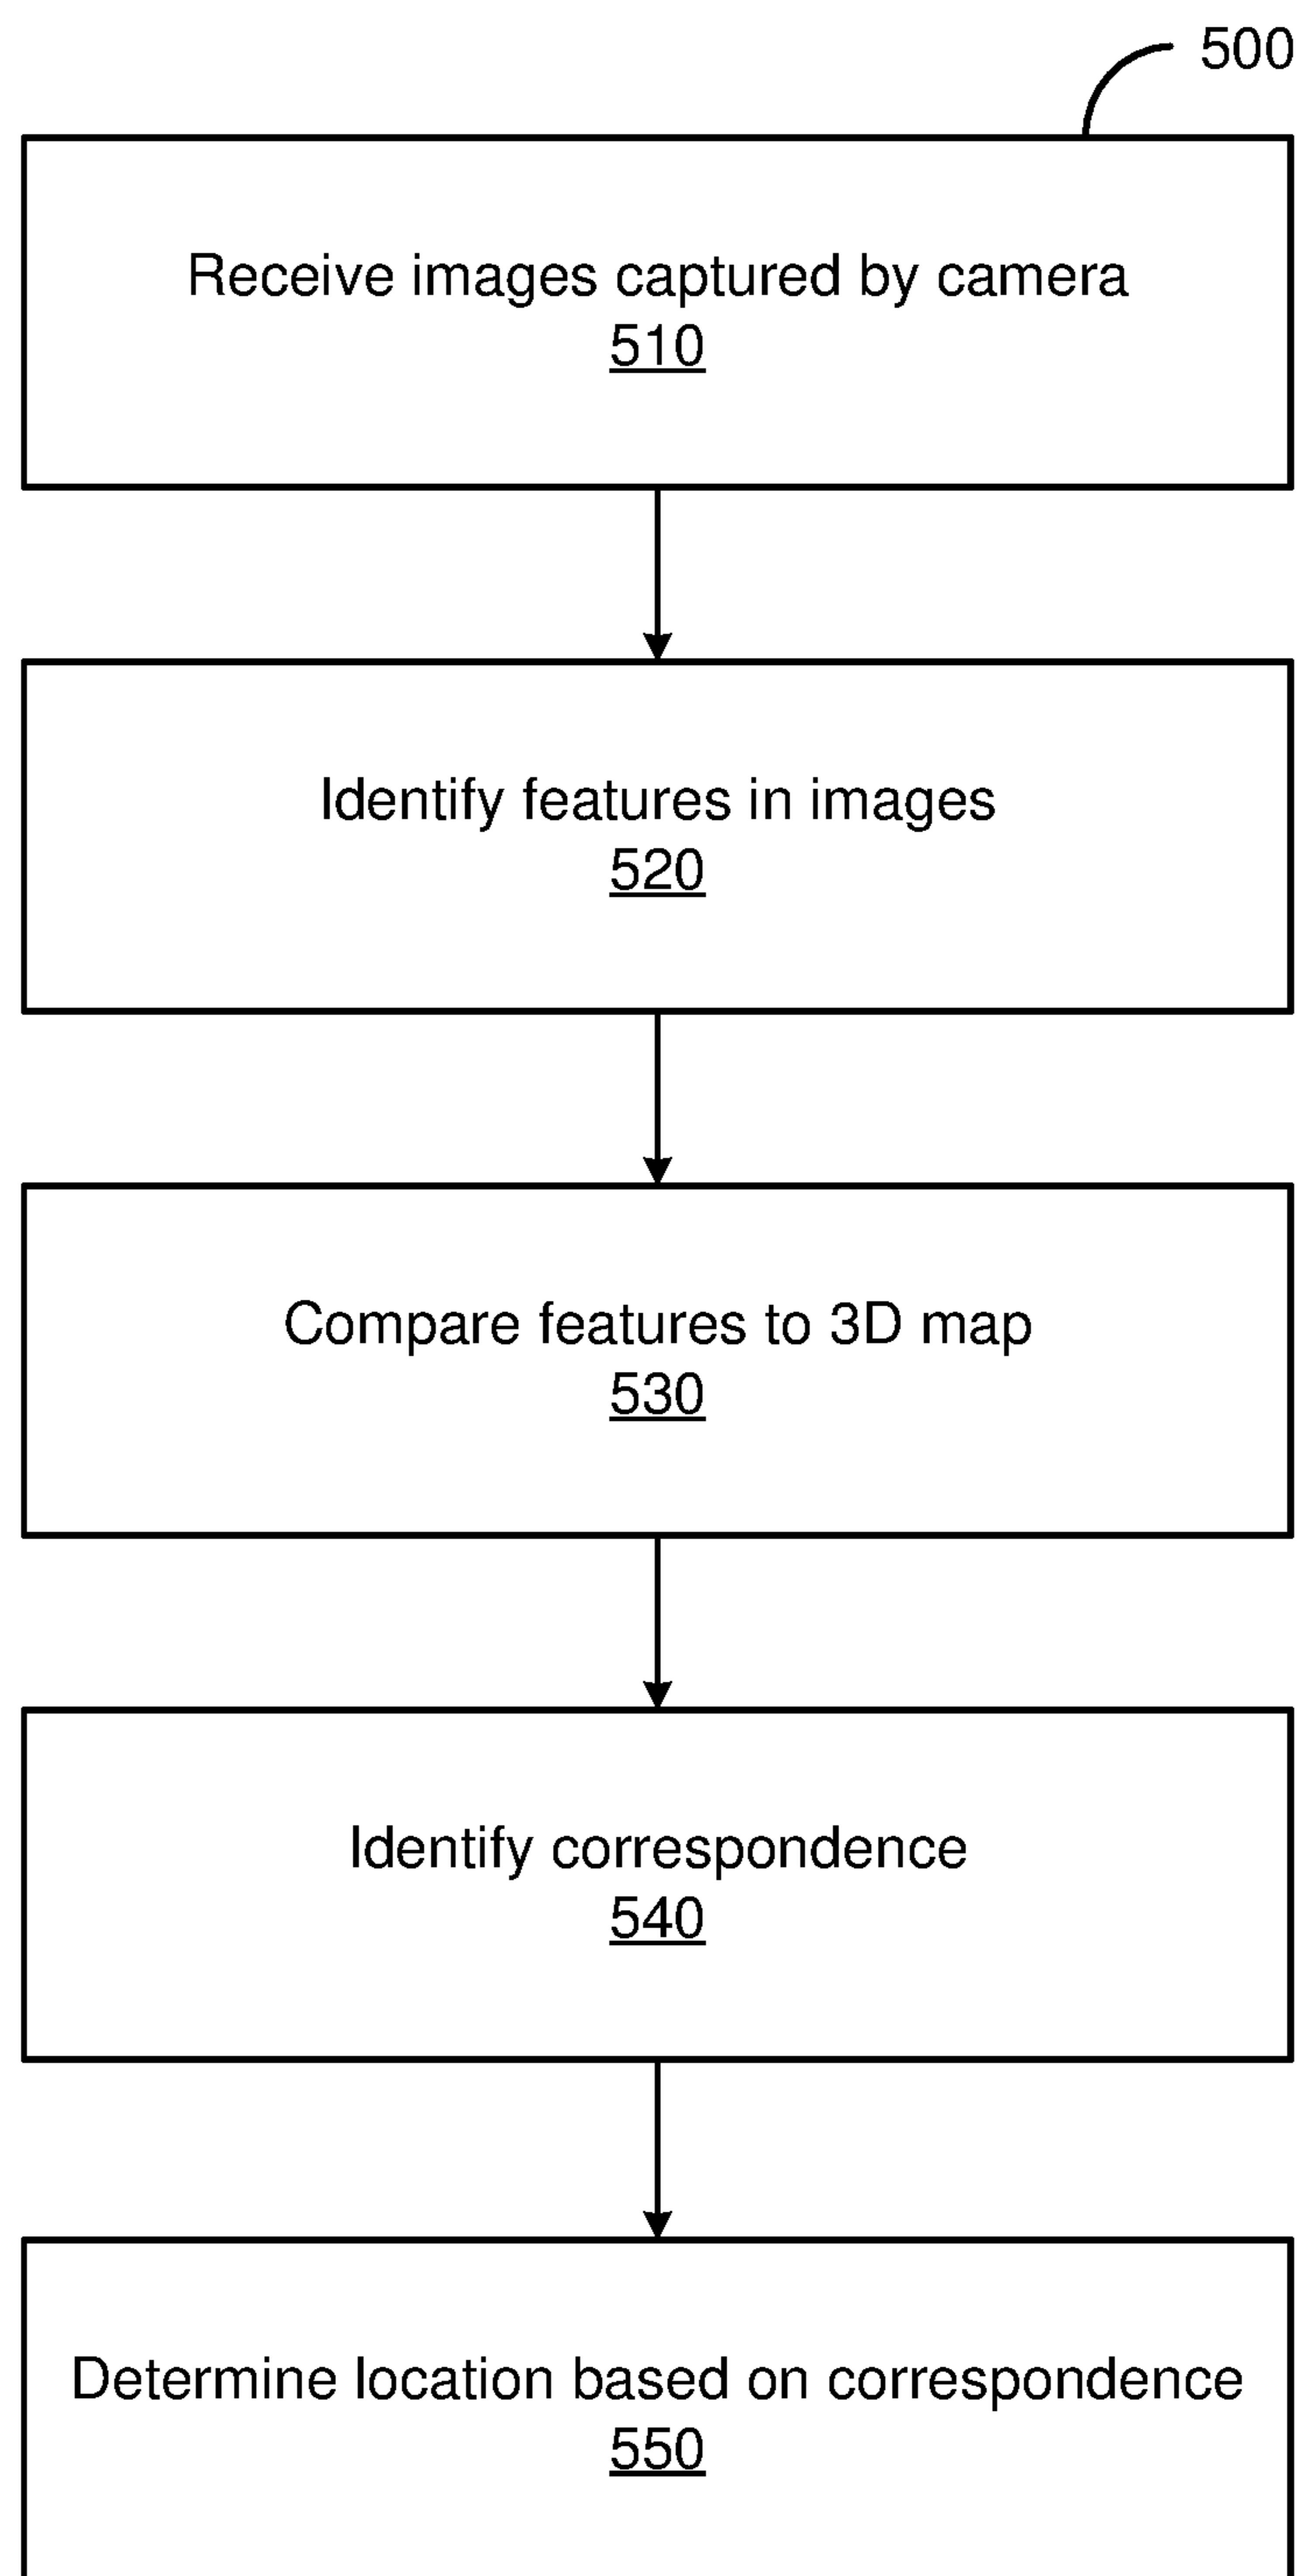 500
Receive images captured by camera
510
Identify features in images
520
Compare features to 3D map
530
Identify correspondence
540
Determine location based on correspondence
550